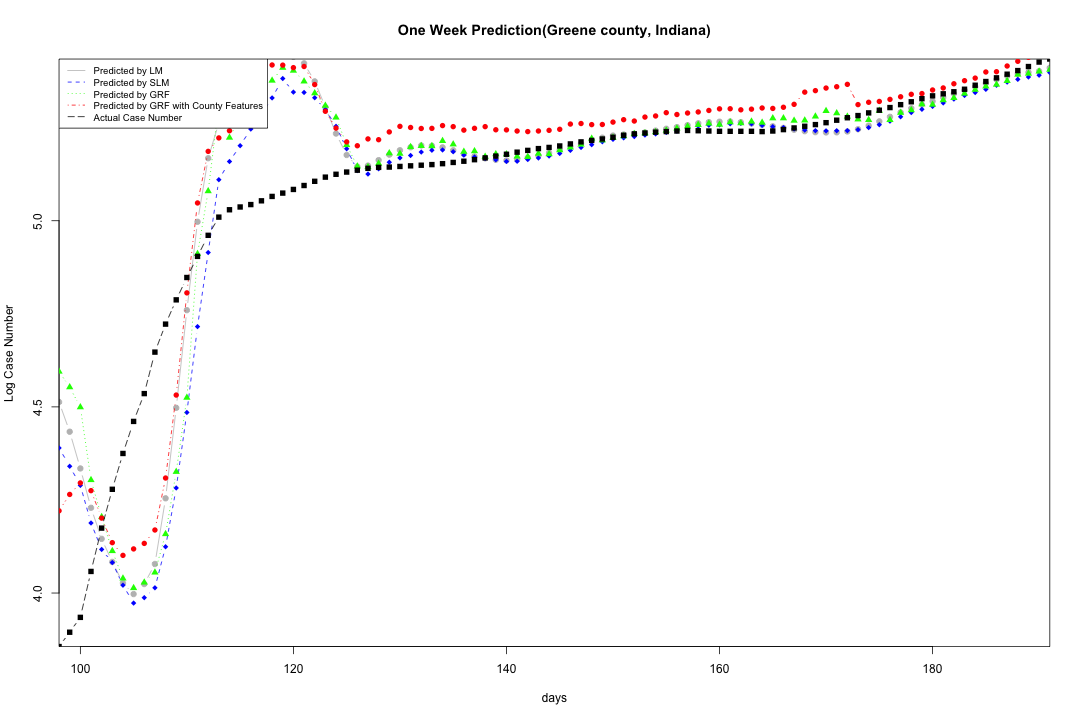 One Week Prediction(Greene county, Indiana)
Predicted by LM
Predicted by SLM
Predicted by GRF
Predicted by GRF with County Features
Actual Case Number
5.0
4.5
4.0
Log Case Number
100 120 140 160 180
days